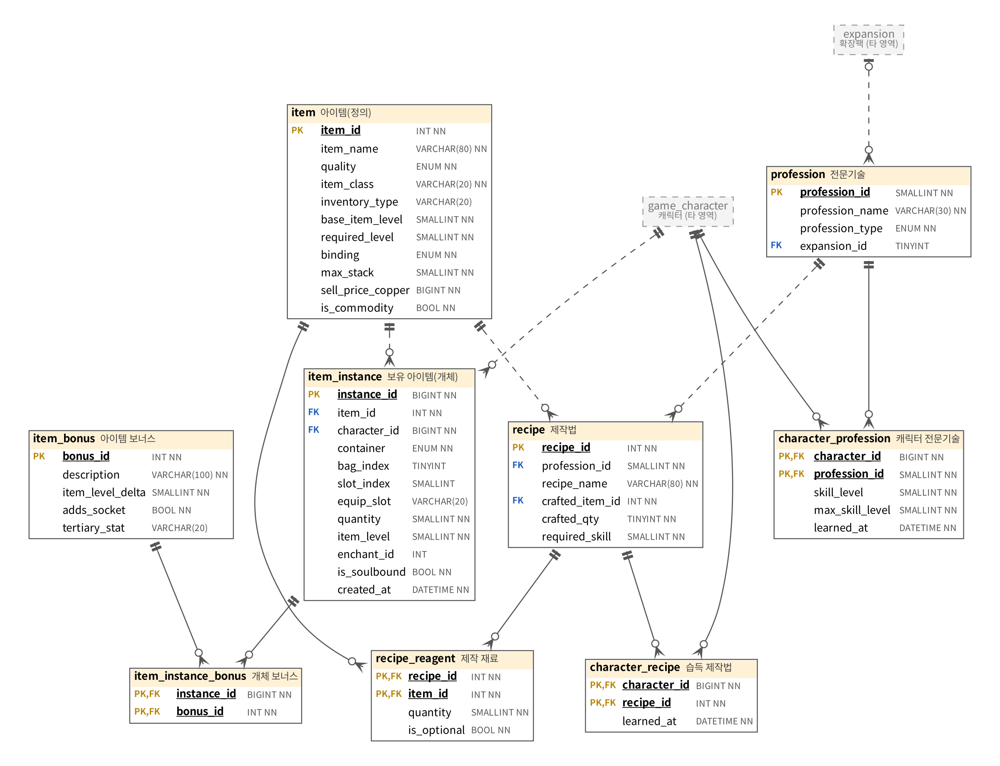 expansion
확장팩 (타 영역)
item 아이템(정의)
PK item_id INT NN
item_name VARCHAR(80) NN
quality ENUM NN
item_class VARCHAR(20) NN
inventory_type VARCHAR(20)
base_item_level SMALLINT NN
required_level SMALLINT NN
binding ENUM NN
max_stack SMALLINT NN
sell_price_copper BIGINT NN
is_commodity BOOL NN
profession 전문기술
PK profession_id SMALLINT NN
profession_name VARCHAR(30) NN
profession_type ENUM NN
FK expansion_id TINYINT
game_character
캐릭터 (타 영역)
item_instance 보유 아이템(개체)
PK instance_id BIGINT NN
FK item_id INT NN
FK character_id BIGINT NN
container ENUM NN
bag_index TINYINT
slot_index SMALLINT
equip_slot VARCHAR(20)
quantity SMALLINT NN
item_level SMALLINT NN
enchant_id INT
is_soulbound BOOL NN
created_at DATETIME NN
recipe 제작법
PK recipe_id INT NN
FK profession_id SMALLINT NN
recipe_name VARCHAR(80) NN
FK crafted_item_id INT NN
crafted_qty TINYINT NN
required_skill SMALLINT NN
item_bonus 아이템 보너스
PK bonus_id INT NN
description VARCHAR(100) NN
item_level_delta SMALLINT NN
adds_socket BOOL NN
tertiary_stat VARCHAR(20)
character_profession 캐릭터 전문기술
PK,FK character_id BIGINT NN
PK,FK profession_id SMALLINT NN
skill_level SMALLINT NN
max_skill_level SMALLINT NN
learned_at DATETIME NN
item_instance_bonus 개체 보너스
PK,FK instance_id BIGINT NN
PK,FK bonus_id INT NN
recipe_reagent 제작 재료
PK,FK recipe_id INT NN
PK,FK item_id INT NN
quantity SMALLINT NN
is_optional BOOL NN
character_recipe 습득 제작법
PK,FK character_id BIGINT NN
PK,FK recipe_id INT NN
learned_at DATETIME NN